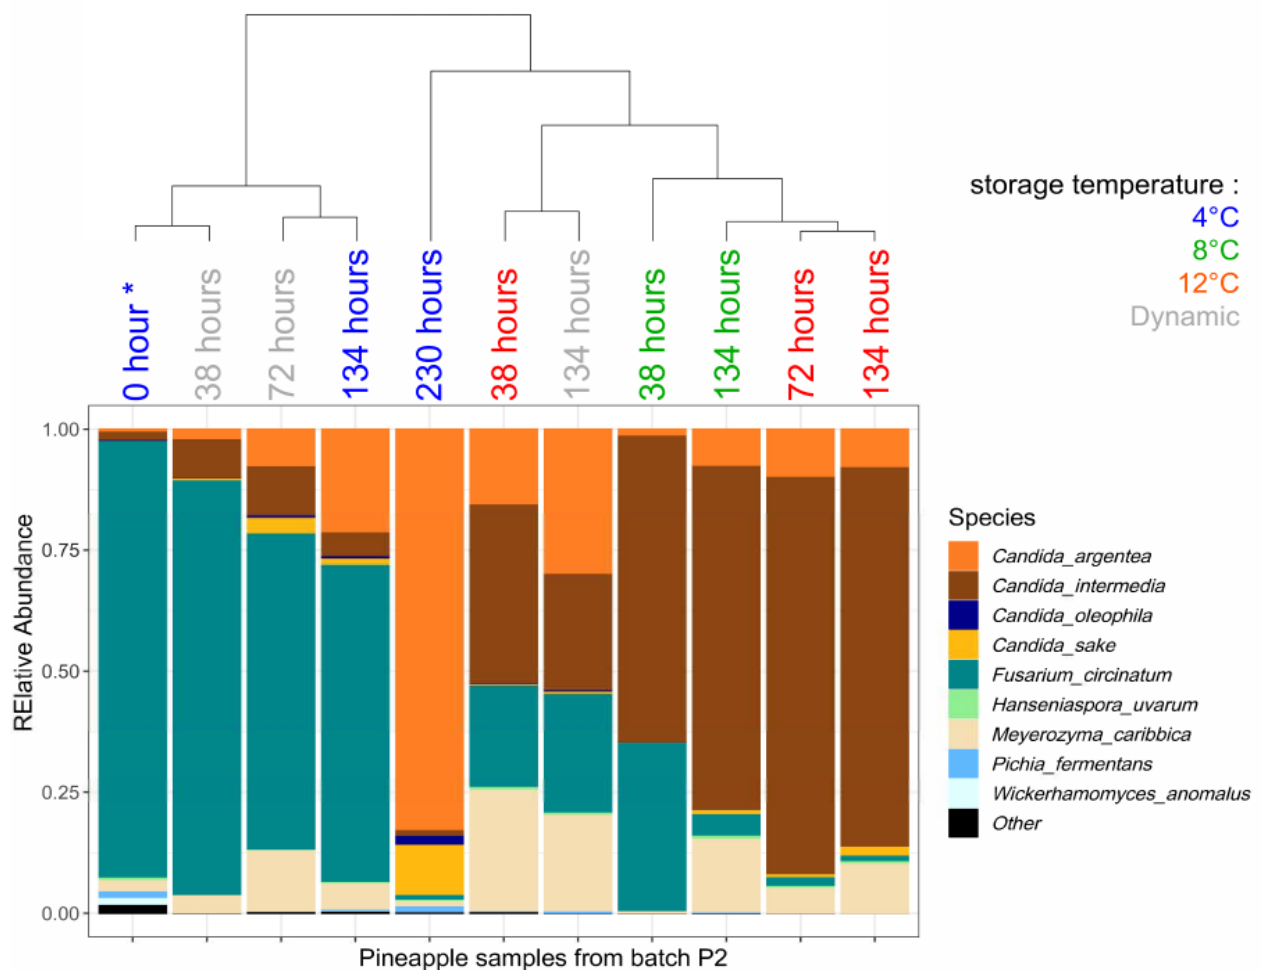 storage temperature :
4°C
8°C
12°C
Dynamic
0 hour *
38 hours
72 hours
134 hours
230 hours
38 hours
134 hours
38 hours
134 hours
72 hours
134 hours
RElative Abundance
1.00
0.75
0.50
0.25
0.00
Pineapple samples from batch P2
Species
Candida_argentea
Candida_intermedia
Candida_oleophila
Candida_sake
Fusarium_circinatum
Hanseniaspora_uvarum
Meyerozyma_caribbica
Pichia_fermentans
Wickerhamomyces_anomalus
Other